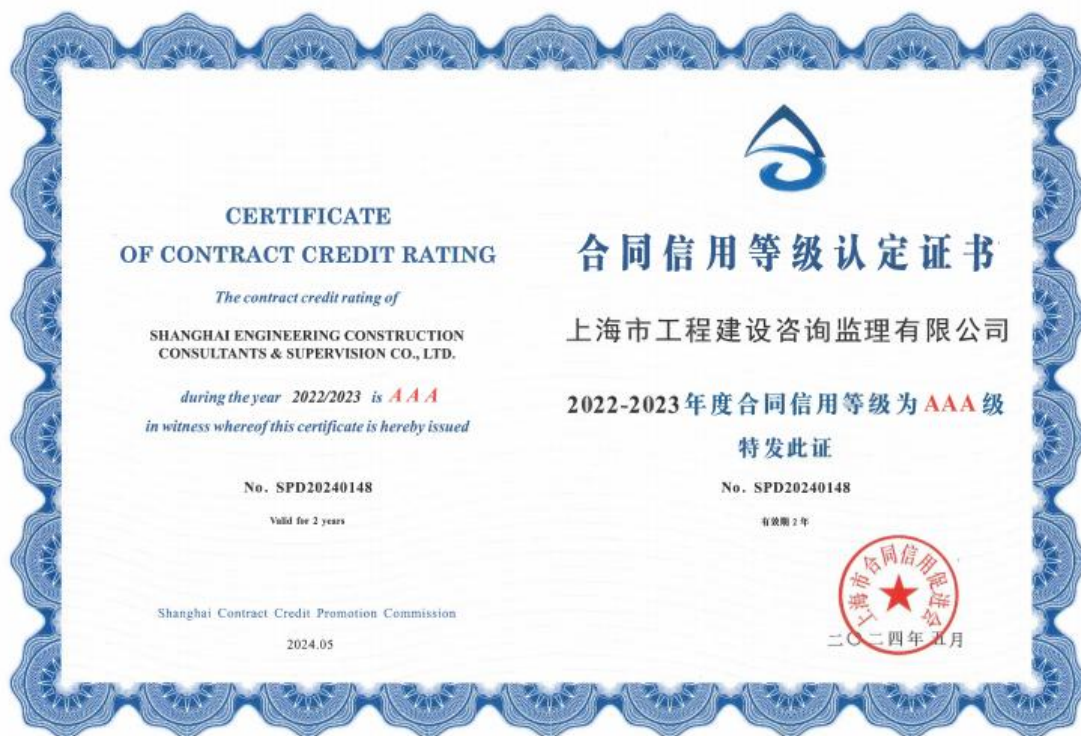 CERTIFICATE
OF CONTRACT CREDIT RATING
The contract credit rating of
SHANGHAI ENGINEERING CONSTRUCTION
CONSULTANTS & SUPERVISION CO., LTD.
during the year 2022/2023 is AAA
in witness whereof this certificate is hereby issued
No. SPD20240148
Valid for 2 years
Shanghai Contract Credit Promotion Commission
2024.05
合同信用等级认定证书
上海市工程建设咨询监理有限公司
2022-2023年度合同信用等级为AAA级
特发此证
No. SPD20240148
有效期 2 年
上海市合同信用促进会
二〇二四年五月